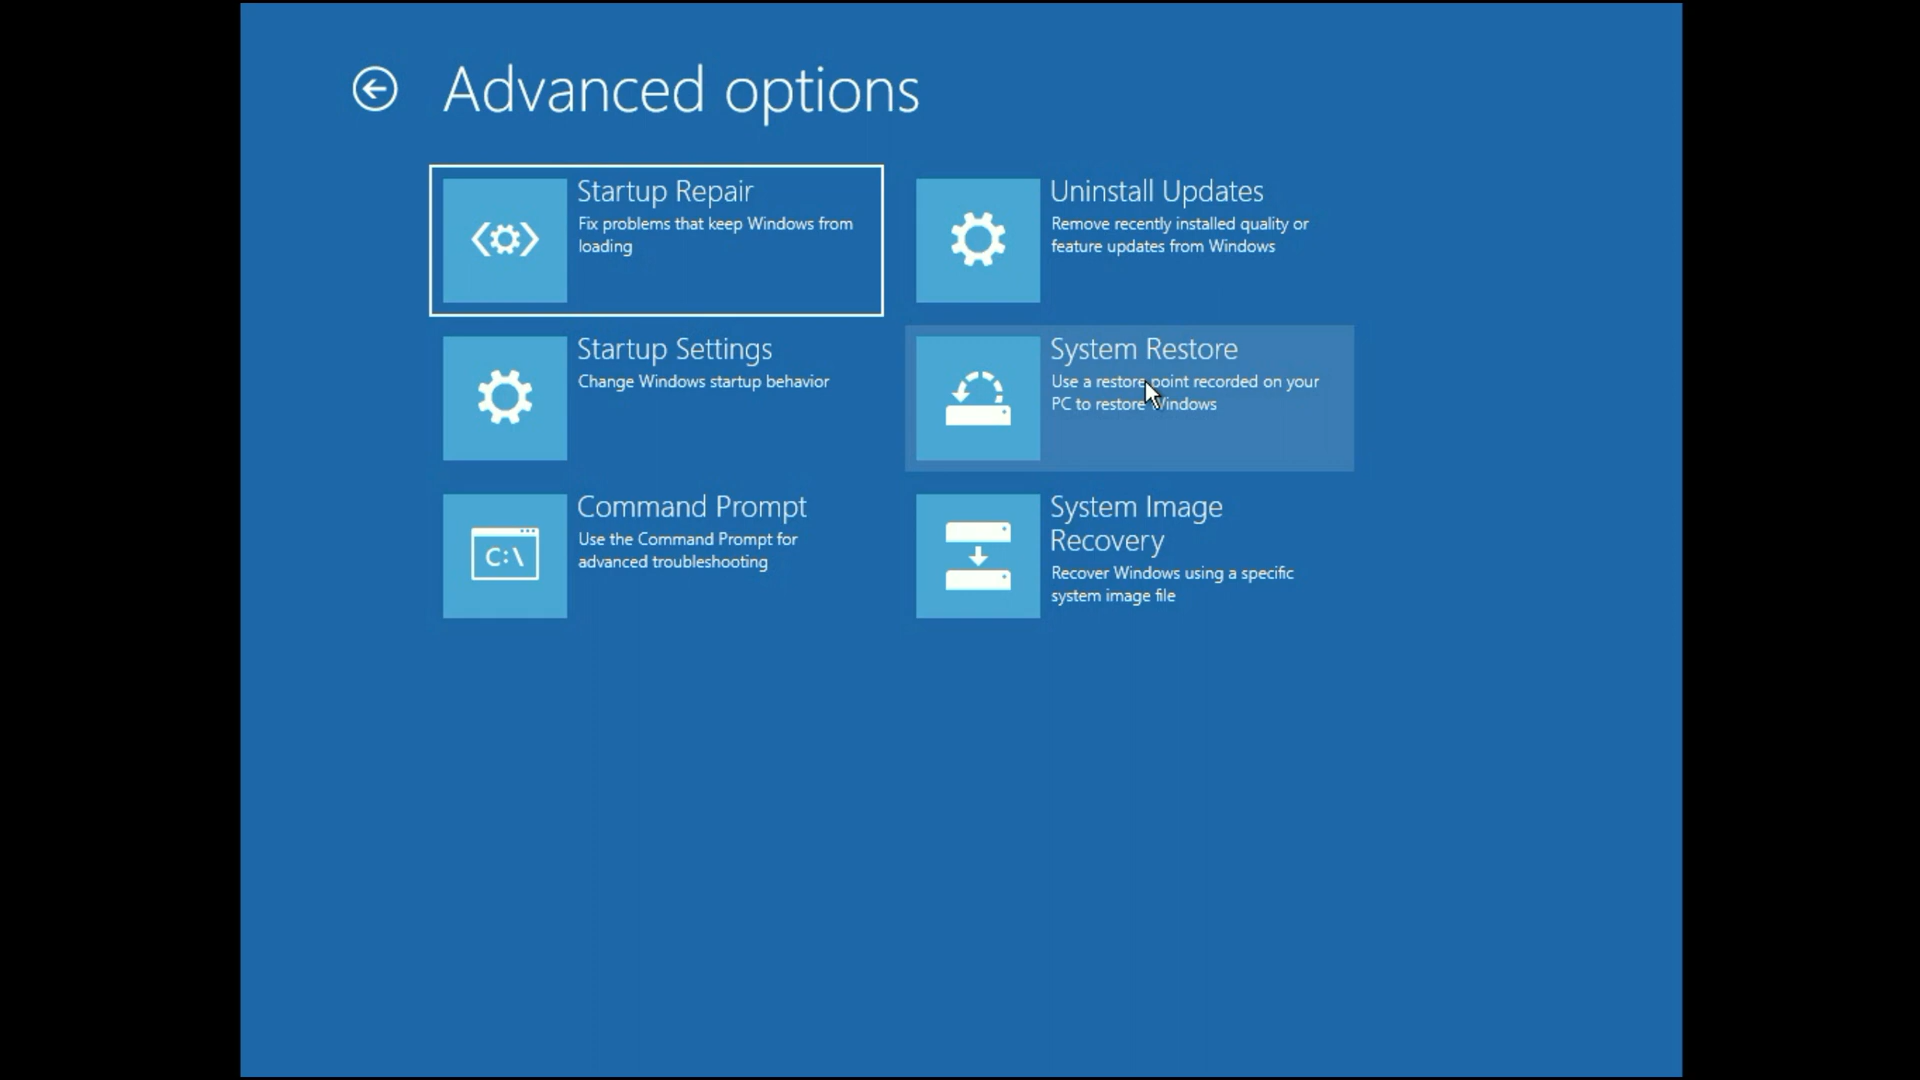 Advanced options
Startup Repair
Fix problems that keep Windows from
loading
Uninstall Updates
Remove recently installed quality or
feature updates from Windows
Startup Settings
Change Windows startup behavior
System Restore
Use a restore point recorded on your
PC to restore Windows
C:\
Command Prompt
Use the Command Prompt for
advanced troubleshooting
System Image
Recovery
Recover Windows using a specific
system image file